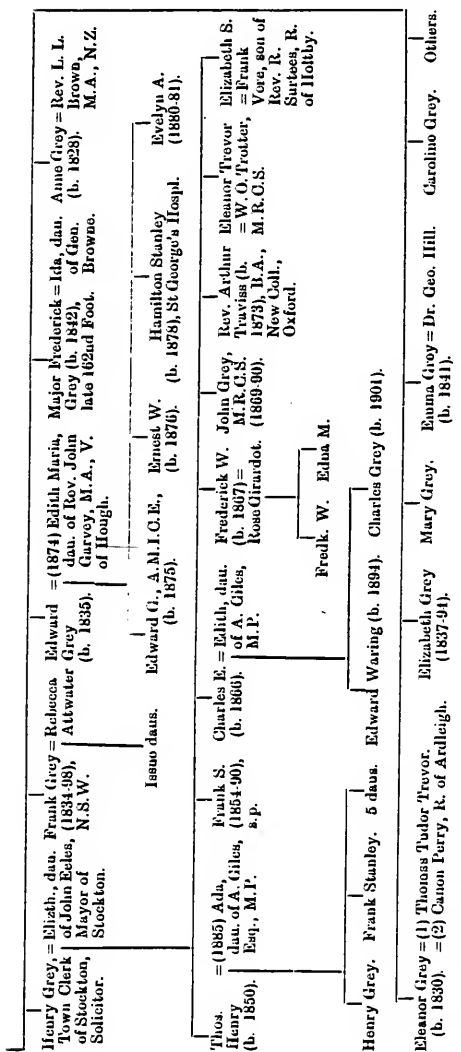 Henry Grey,
Town Clerk
of Stockton,
Solicitor.
= Elizth., dau.
of John Eeles,
Mayor of
Stockton.
Frank Grey
(1834-98),
N.S.W.
= Rebecca
Attwater
Edward
Grey
(b. 1835).
= (1874) Edith Maria,
dau. of Rev. John
Garvey, M.A., V.
of Hough.
Major Frederick
Grey (b. 1842),
late 162nd Foot.
= Ida, dau.
of Gen.
Browne.
Anne Grey
(b. 1828).
= Rev. L. L.
Brown,
M.A., N.Z.
Issue daus.
Edward G., A.M.I.C.E.,
(b. 1875).
Ernest W.
(b. 1876).
Hamilton Stanley
(b. 1878), St George's Hospl.
Evelyn A.
(1880-81).
Thos.
Henry
(b. 1850).
= (1885) Ada,
dau. of A. Giles,
Esq., M.P.
Frank S.
(1854-90),
s.p.
Charles E.
(b. 1866).
= Edith, dau.
of A. Giles,
M.P.
Frederick W.
(b. 1867) =
Rose Girardot.
John Grey,
M.R.C.S.
(1869-90).
Rev. Arthur
Traviss (b.
1873), B.A.,
New Coll.,
Oxford.
Eleanor Trevor
= W. O. Trotter,
M.R.C.S.
Elizabeth S.
= Frank
Vere, son of
Rev. R.
Surtees, R.
of Holtby.
Fredk. W. Edna M.
Henry Grey. Frank Stanley. 5 daus. Edward Waring (b. 1894). Charles Grey (b. 1901).
Eleanor Grey
(b. 1830).
= (1) Thomoss Tudor Trevor.
= (2) Canon Perry, R. of Ardleigh.
Elizabeth Grey
(1837-94).
Mary Grey.
Emma Grey = Dr. Geo. Hill.
(b. 1841).
Caroline Grey.
Others.